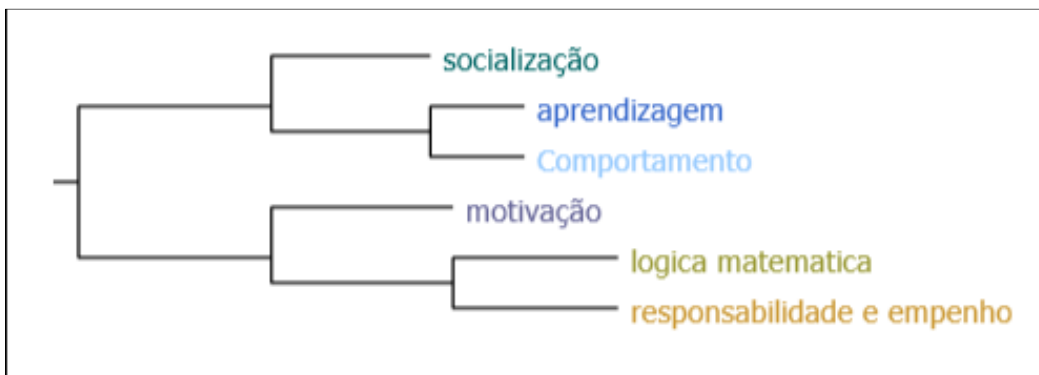 socialização
aprendizagem
Comportamento
motivação
logica matematica
responsabilidade e empenho